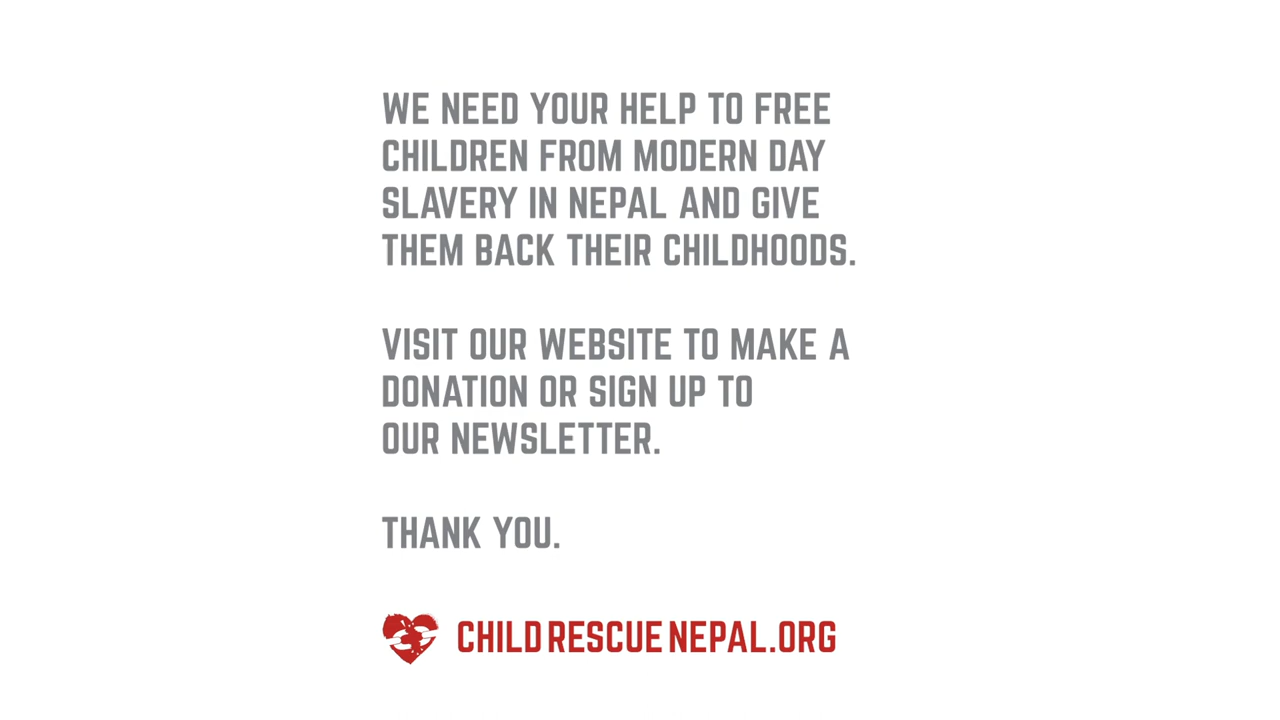 WE NEED YOUR HELP TO FREE
CHILDREN FROM MODERN DAY
SLAVERY IN NEPAL AND GIVE
THEM BACK THEIR CHILDHOODS.
VISIT OUR WEBSITE TO MAKE A
DONATION OR SIGN UP TO
OUR NEWSLETTER.
THANK YOU.
CHILD RESCUE NEPAL.ORG